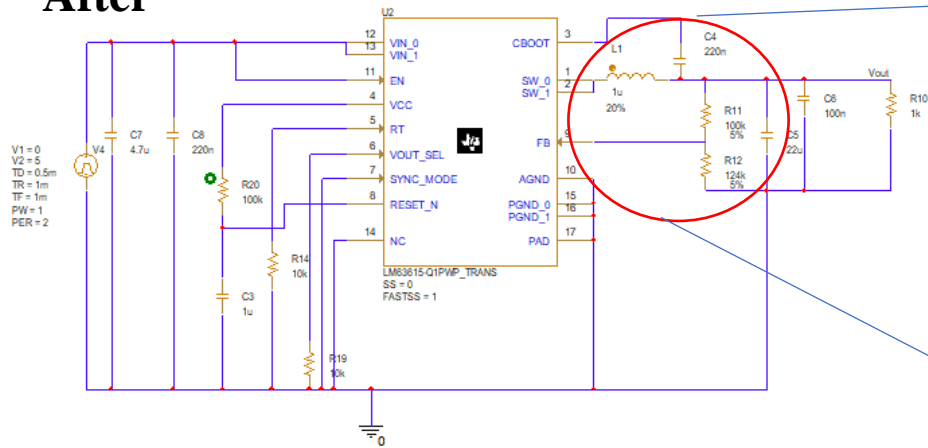 After
U2
12
13
VIN_0
VIN_1
11
EN
4
VCC
5
RT
6
VOUT_SEL
7
SYNC_MODE
8
RESET_N
14
NC
CBOOT
3
SW_0
1
SW_1
2
FB
9
AGND
10
PGND_0
15
PGND_1
16
PAD
17
LM63615-Q1PWP_TRANS
SS = 0
FASTSS = 1
V1 = 0
V2 = 5
TD = 0.5m
TR = 1m
TF = 1m
PW = 1
PER = 2
V4
C7
4.7u
C8
220n
R20
100k
C3
1u
R14
10k
R19
10k
L1
1u
20%
C4
220n
R11
100k
5%
R12
124k
5%
C5
22u
C6
100n
Vout
R10
1k
0